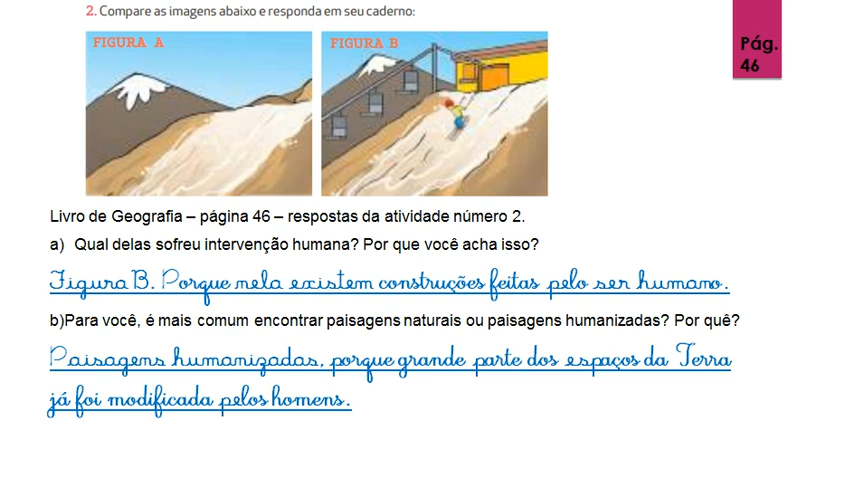 2. Compare as imagens abaixo e responda em seu caderno:
Pág.
46
FIGURA A
FIGURA B
Livro de Geografia – página 46 – respostas da atividade número 2.
a) Qual delas sofreu intervenção humana? Por que você acha isso?
Figura B. Porque nela existem construções feitas pelo ser humano.
b)Para você, é mais comum encontrar paisagens naturais ou paisagens humanizadas? Por quê?
Paisagens humanizadas, porque grande parte dos espaços da Terra
já foi modificada pelos homens.